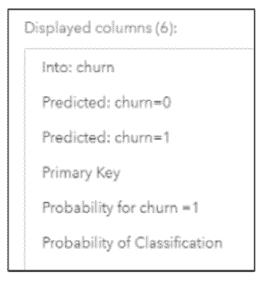 Displayed columns (6):
Into: churn
Predicted: churn=0
Predicted: churn=1
Primary Key
Probability for churn =1
Probability of Classification